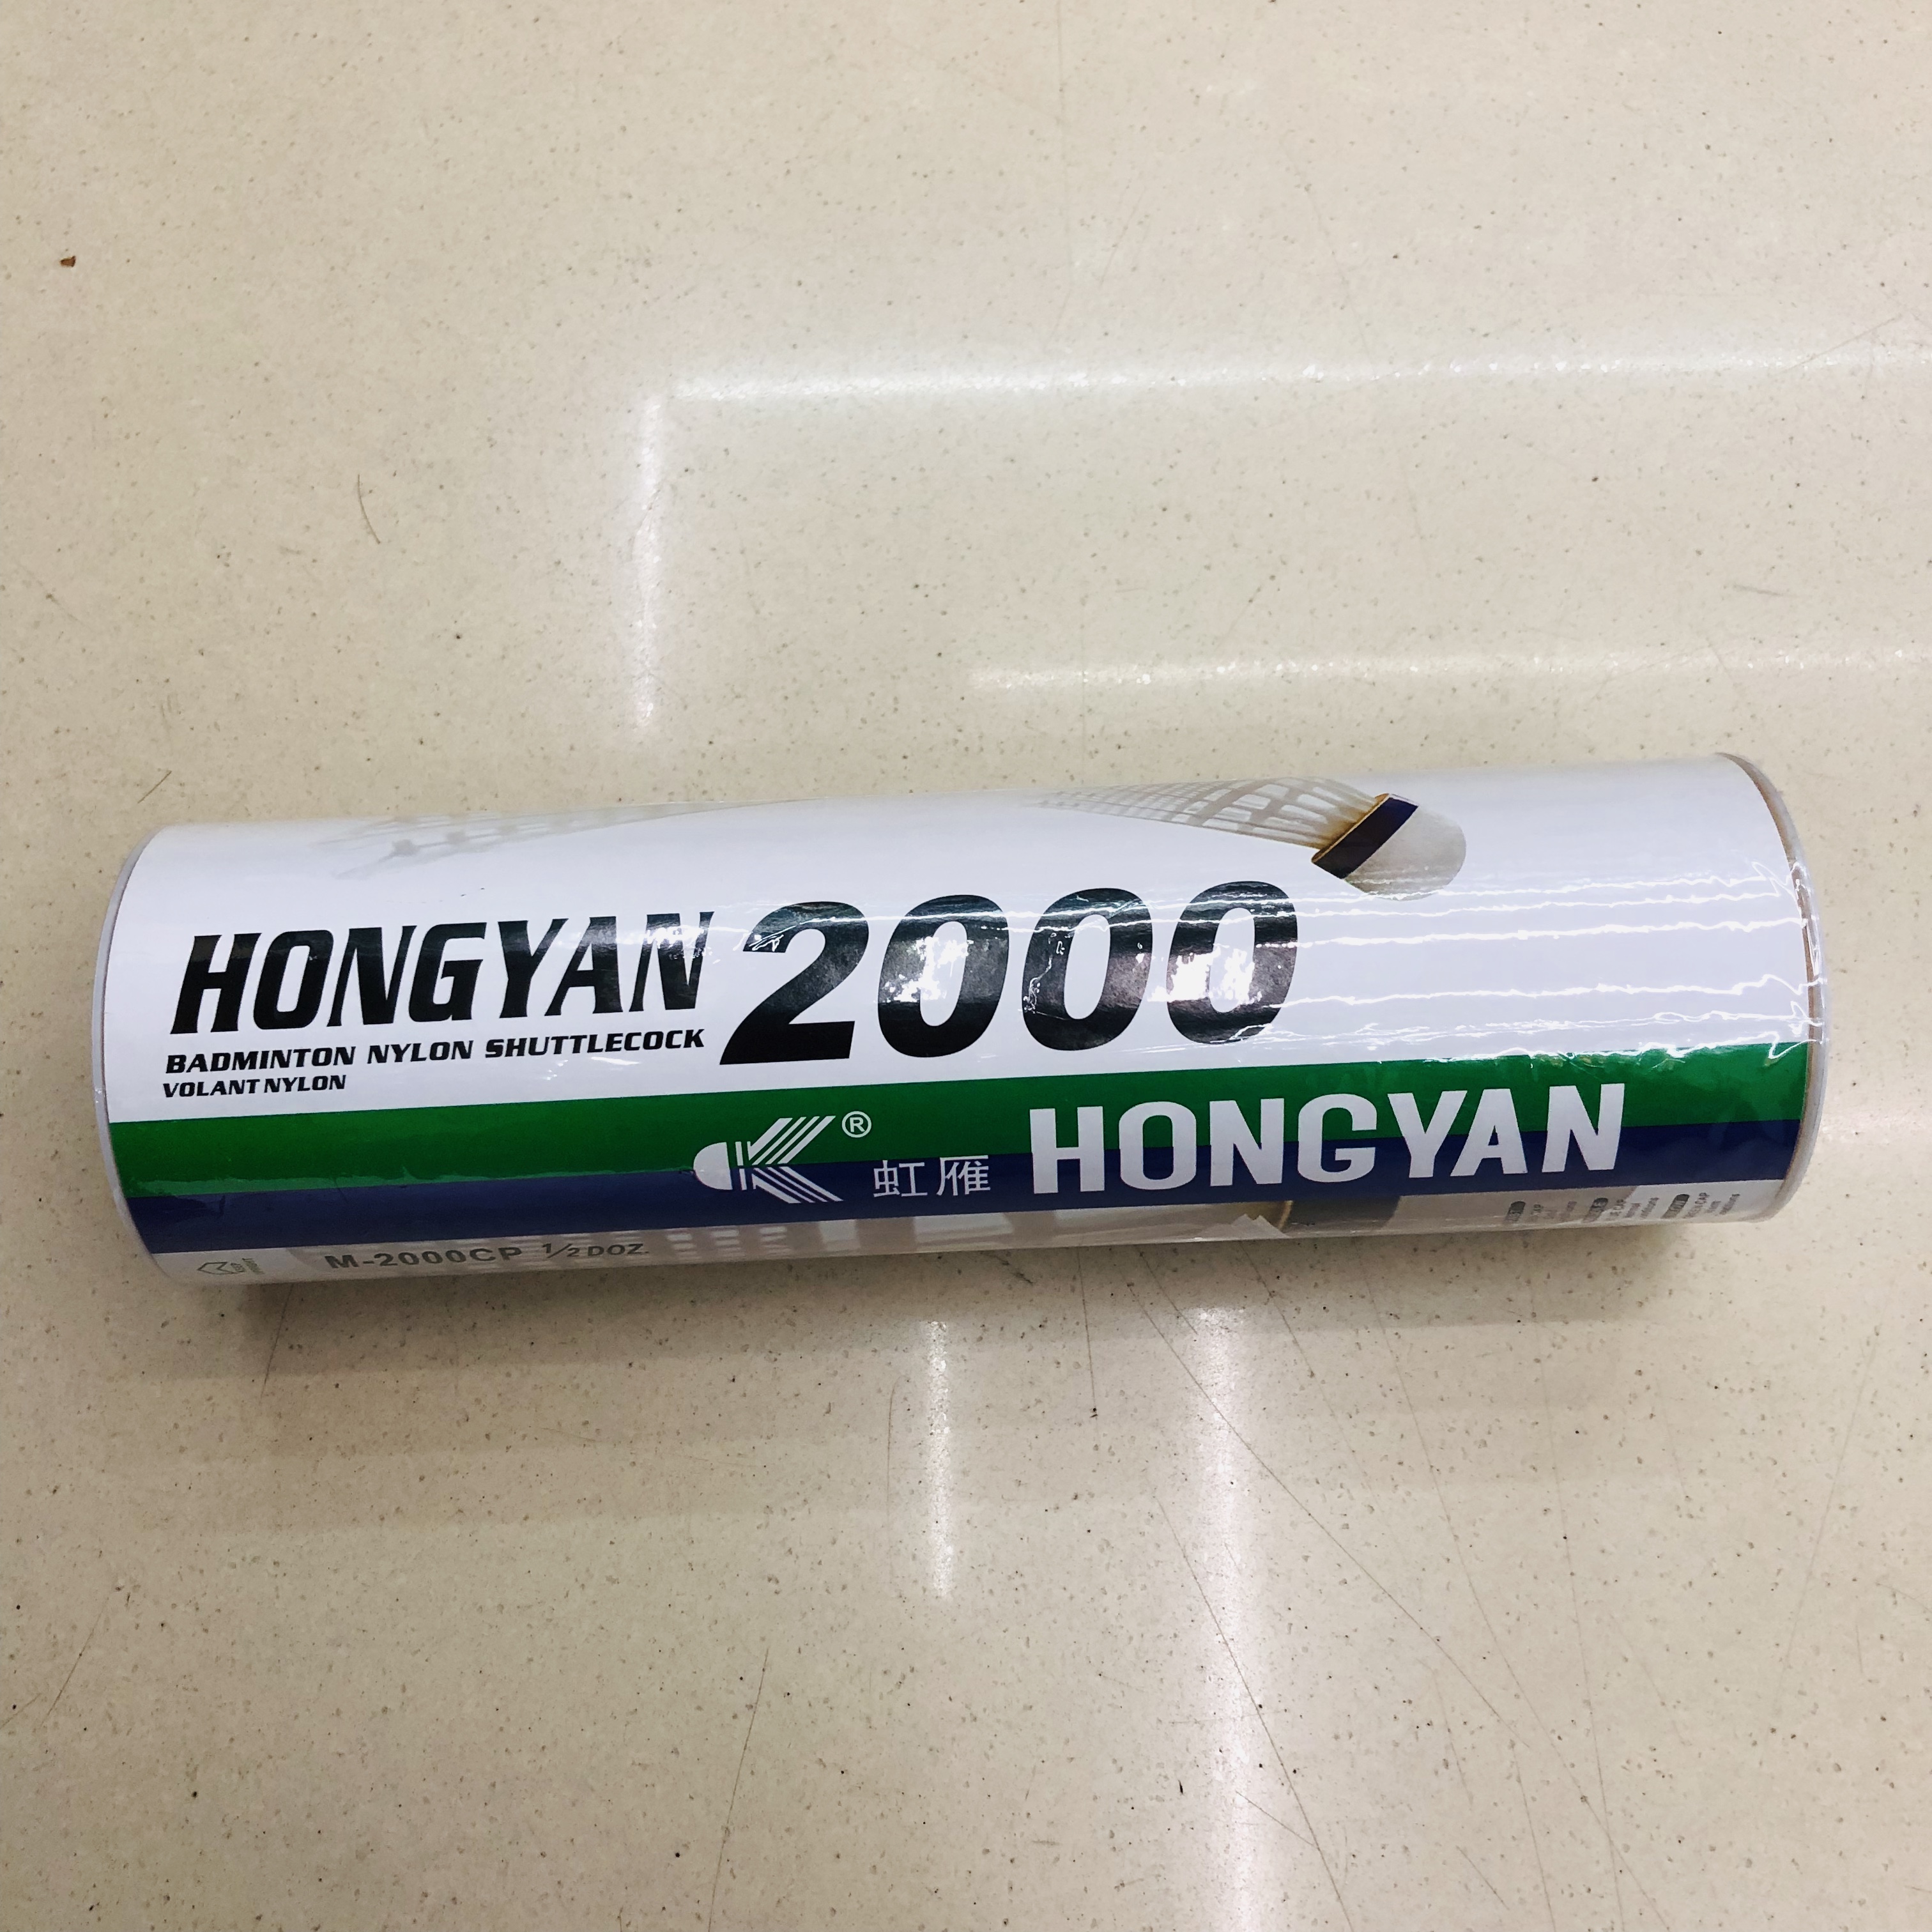 HONGYAN 2000
BADMINTON NYLON SHUTTLECOCK
VOLANT NYLON
® 虹雁 HONGYAN
M-2000CP 1/2 DOZ.